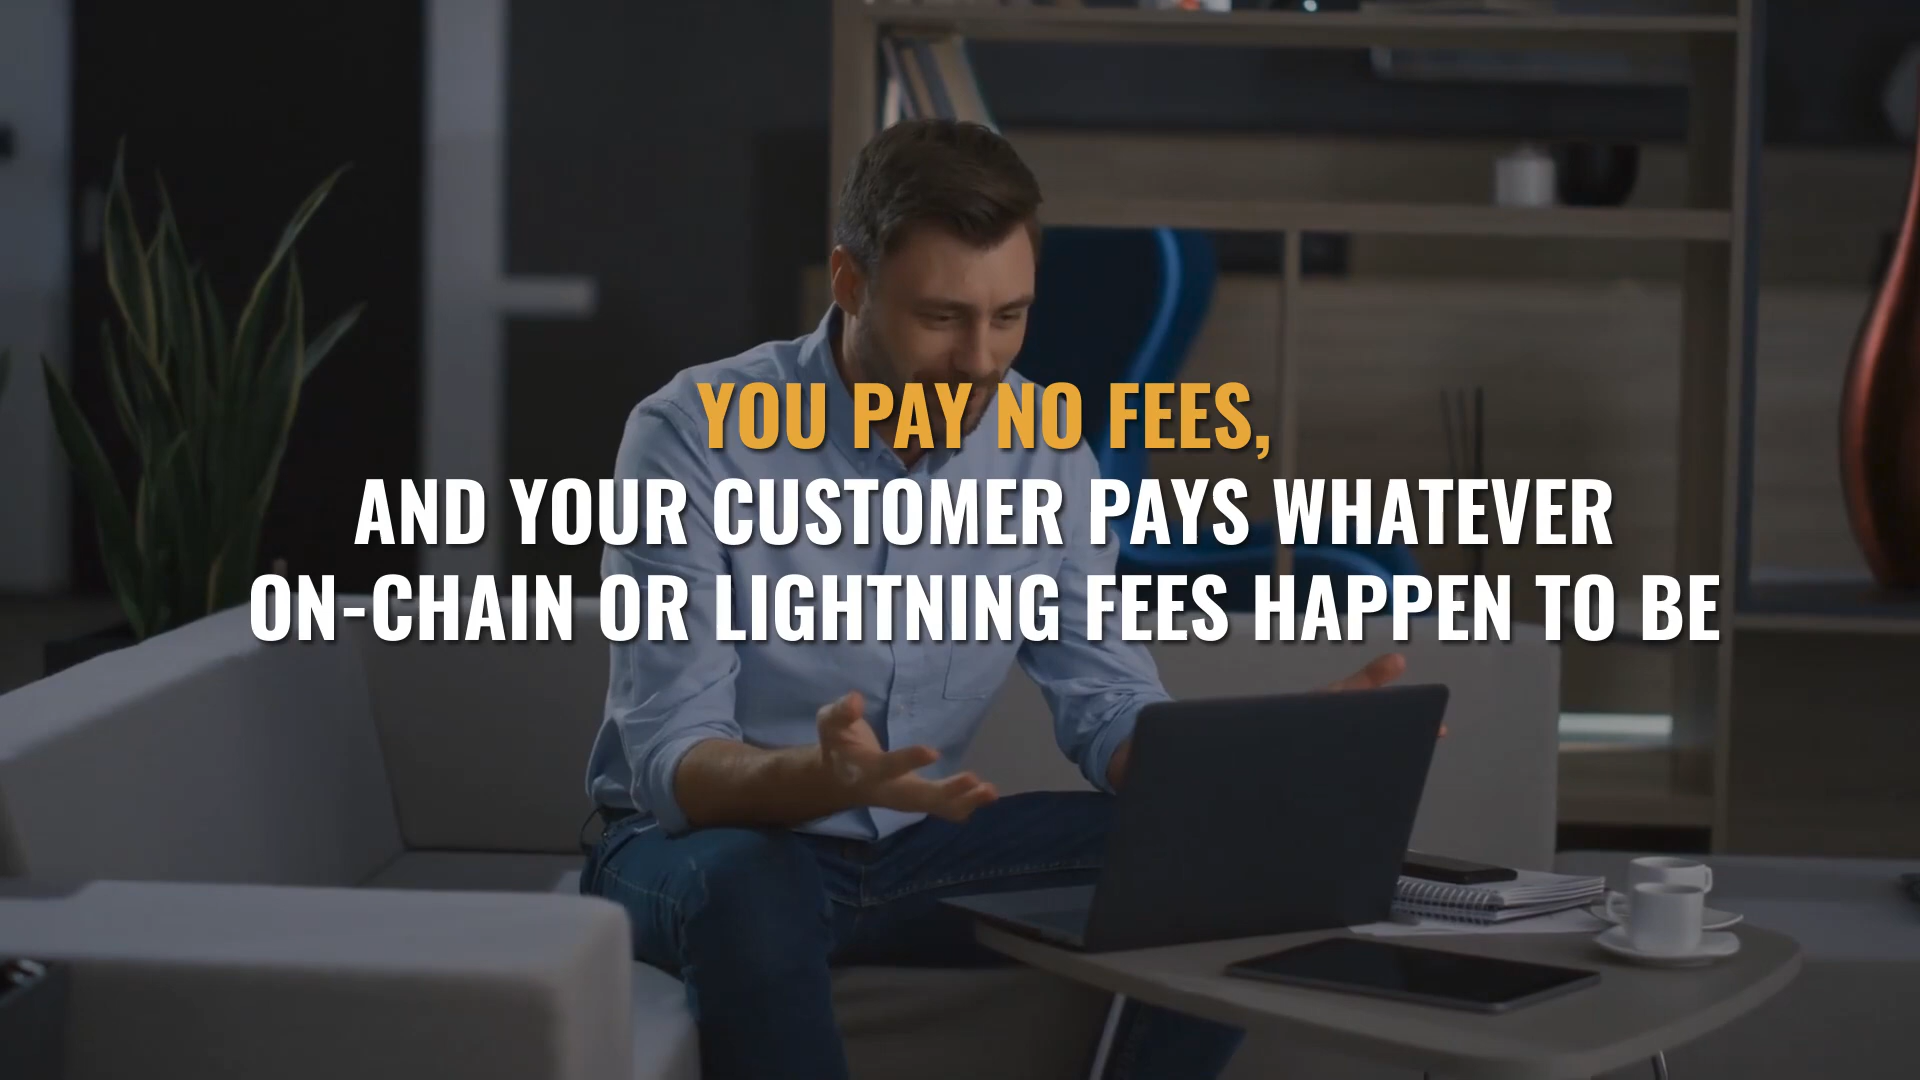 YOU PAY NO FEES,
AND YOUR CUSTOMER PAYS WHATEVER
ON-CHAIN OR LIGHTNING FEES HAPPEN TO BE